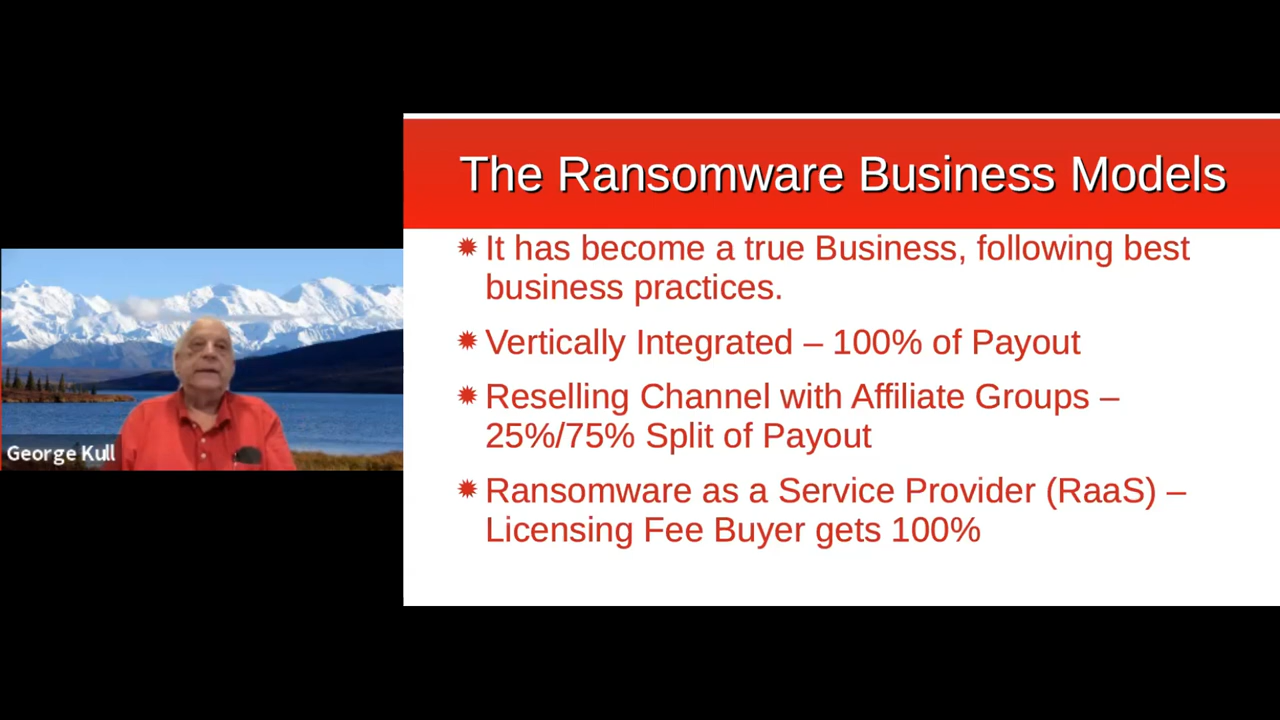 The Ransomware Business Models
It has become a true Business, following best
business practices.
Vertically Integrated – 100% of Payout
Reselling Channel with Affiliate Groups –
25%/75% Split of Payout
Ransomware as a Service Provider (RaaS) –
Licensing Fee Buyer gets 100%
George Kull